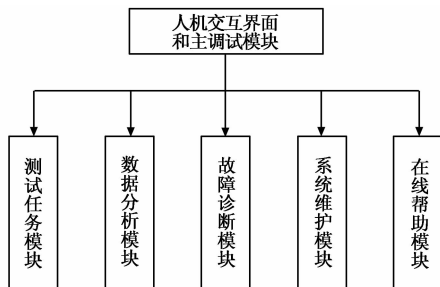 人机交互界面
和主调试模块
测试任务模块
数据分析模块
故障诊断模块
系统维护模块
在线帮助模块